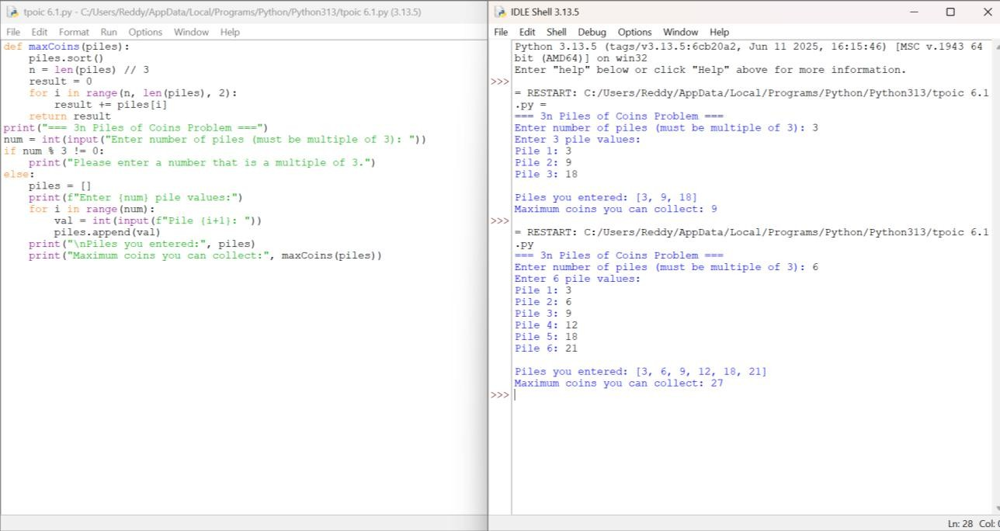 tpoic 6.1.py - C:/Users/Reddy/AppData/Local/Programs/Python/Python313/tpoic 6.1.py (3.13.5)
File Edit Format Run Options Window Help
def maxCoins(piles):
    piles.sort()
    n = len(piles) // 3
    result = 0
    for i in range(n, len(piles), 2):
        result += piles[i]
    return result
print("=== 3n Piles of Coins Problem ===")
num = int(input("Enter number of piles (must be multiple of 3): "))
if num % 3 != 0:
    print("Please enter a number that is a multiple of 3.")
else:
    piles = []
    print(f"Enter {num} pile values:")
    for i in range(num):
        val = int(input(f"Pile {i+1}: "))
        piles.append(val)
    print("\nPiles you entered:", piles)
    print("Maximum coins you can collect:", maxCoins(piles))
IDLE Shell 3.13.5
File Edit Shell Debug Options Window Help
Python 3.13.5 (tags/v3.13.5:6cb20a2, Jun 11 2025, 16:15:46) [MSC v.1943 64
bit (AMD64)] on win32
Enter "help" below or click "Help" above for more information.
>>>
= RESTART: C:/Users/Reddy/AppData/Local/Programs/Python/Python313/tpoic 6.1
.py =
=== 3n Piles of Coins Problem ===
Enter number of piles (must be multiple of 3): 3
Enter 3 pile values:
Pile 1: 3
Pile 2: 9
Pile 3: 18

Piles you entered: [3, 9, 18]
Maximum coins you can collect: 9
>>>
= RESTART: C:/Users/Reddy/AppData/Local/Programs/Python/Python313/tpoic 6.1
.py
=== 3n Piles of Coins Problem ===
Enter number of piles (must be multiple of 3): 6
Enter 6 pile values:
Pile 1: 3
Pile 2: 6
Pile 3: 9
Pile 4: 12
Pile 5: 18
Pile 6: 21

Piles you entered: [3, 6, 9, 12, 18, 21]
Maximum coins you can collect: 27
>>>
Ln: 28 Col: